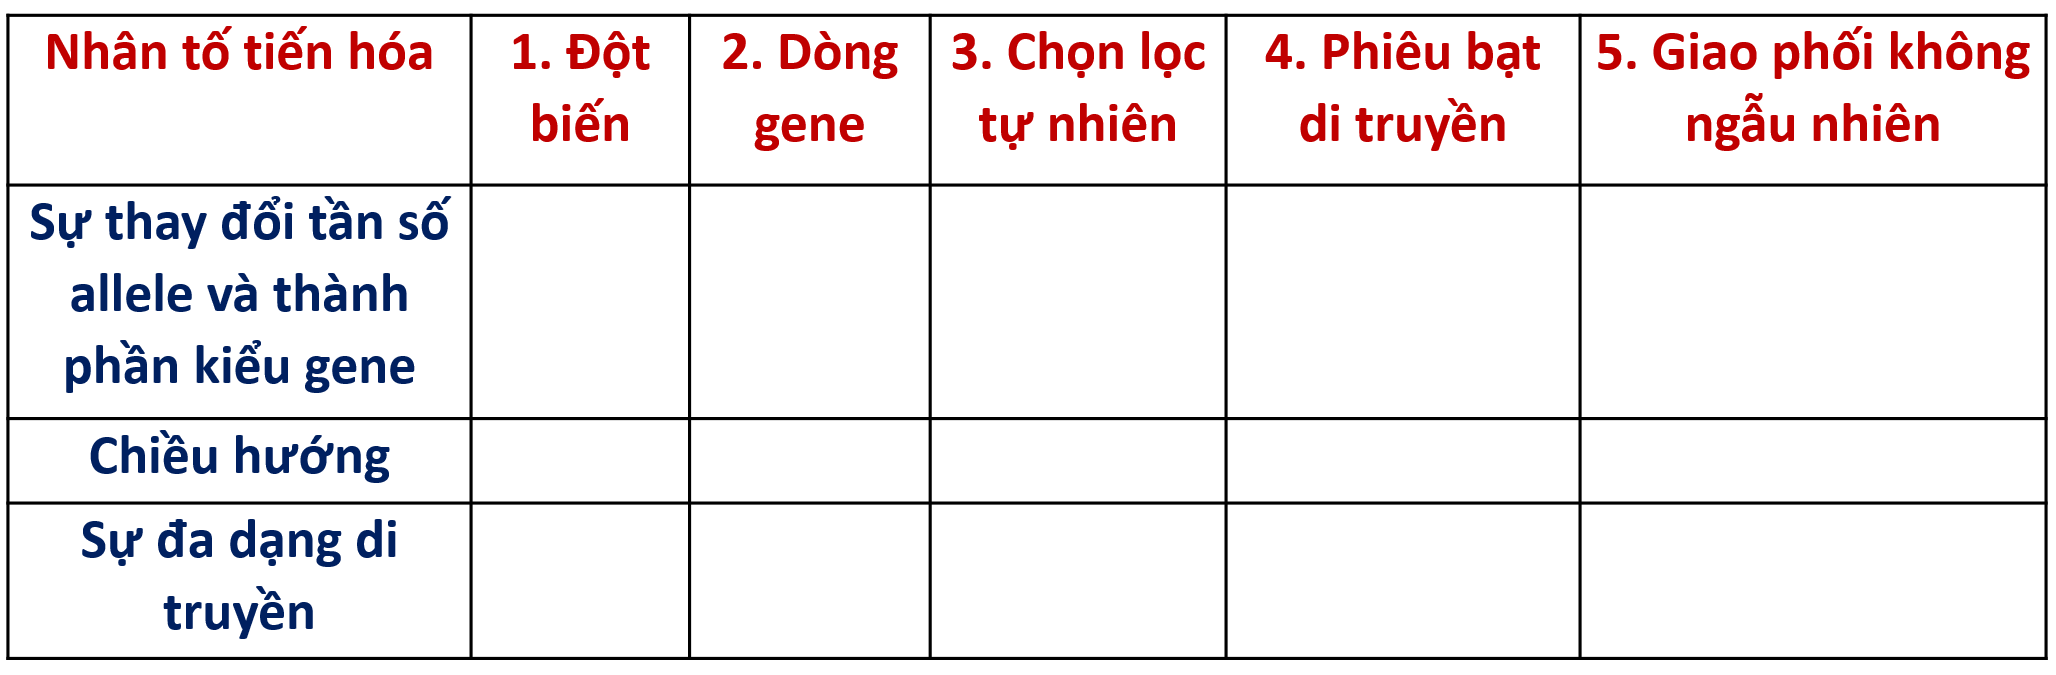 Nhân tố tiến hóa
1. Đột
biến
2. Dòng
gene
3. Chọn lọc
tự nhiên
4. Phiêu bạt
di truyền
5. Giao phối không
ngẫu nhiên
Sự thay đổi tần số
allele và thành
phần kiểu gene
Chiều hướng
Sự đa dạng di
truyền